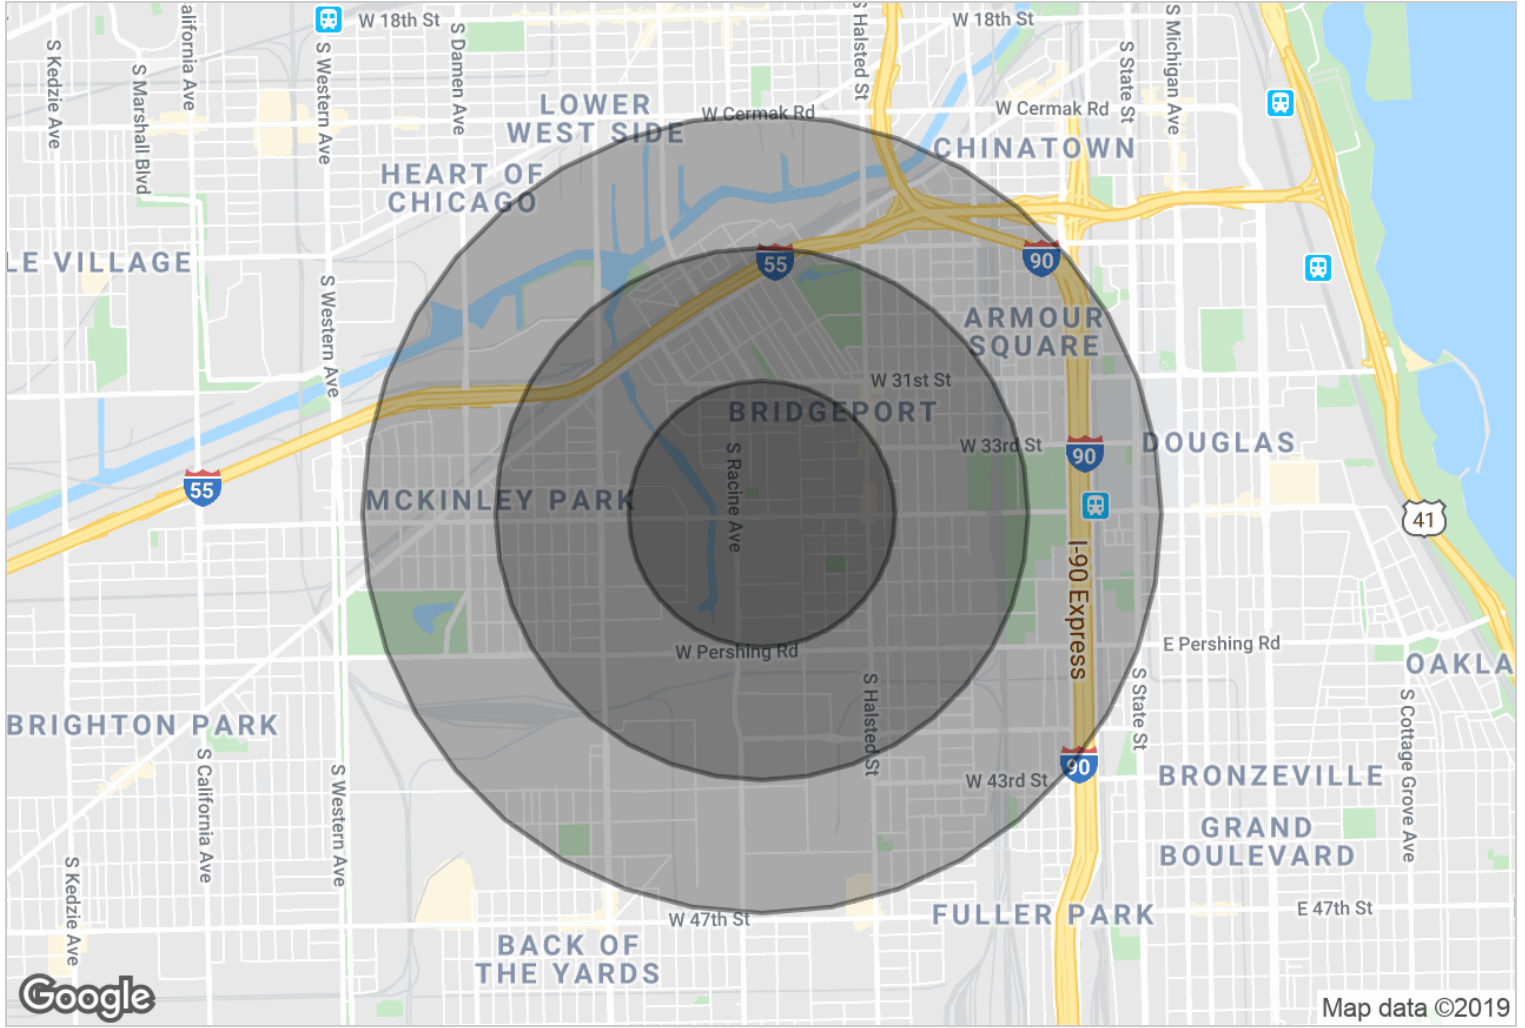 W 18th St
W 18th St
S Kedzie Ave
S Marshall Blvd
alifornia Ave
S Western Ave
S Damen Ave
S Halsted St
S State St
S Michigan Ave
LOWER
WEST SIDE
W Cermak Rd
W Cermak Rd
CHINATOWN
HEART OF
CHICAGO
LE VILLAGE
55
90
S Western Ave
ARMOUR
SQUARE
W 31st St
BRIDGEPORT
W 33rd St
90
DOUGLAS
55
MCKINLEY PARK
S Racine Ave
41
I-90 Express
W Pershing Rd
E Pershing Rd
OAKLA
BRIGHTON PARK
S California Ave
S Western Ave
S Halsted St
S State St
S Cottage Grove Ave
W 43rd St
90
BRONZEVILLE
GRAND
BOULEVARD
S Kedzie Ave
W 47th St
FULLER PARK
E 47th St
BACK OF
THE YARDS
Google
Map data ©2019